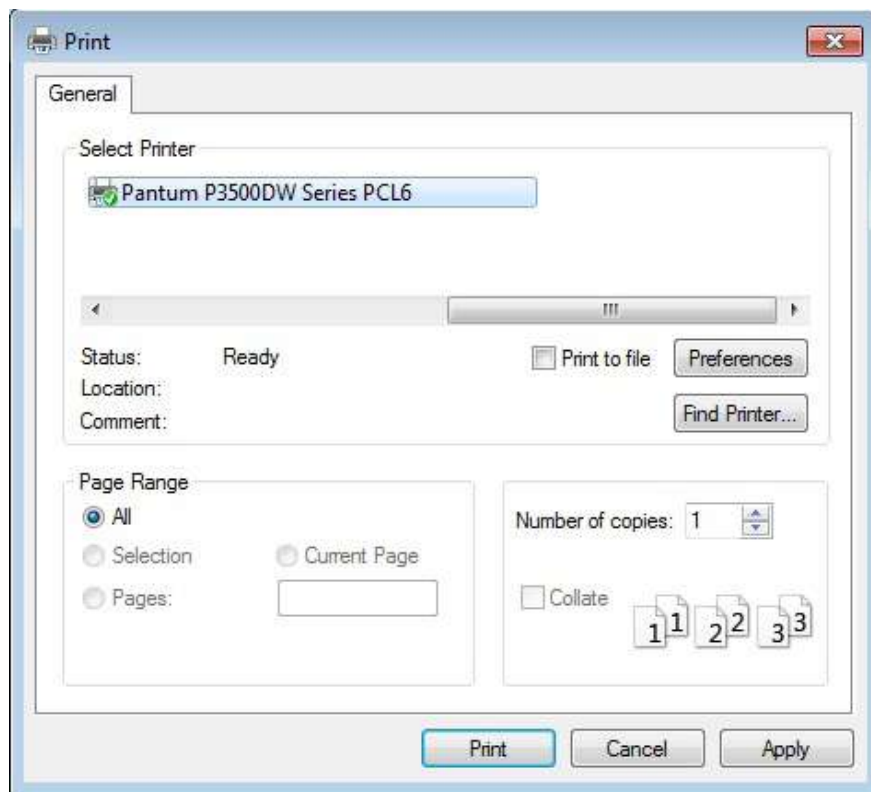 Print
General
Select Printer
Pantum P3500DW Series PCL6
Status: Ready
Print to file
Preferences
Location:
Comment:
Find Printer...
Page Range
All
Selection
Current Page
Pages:
Number of copies: 1
Collate
1 1 2 2 3 3
Print Cancel Apply